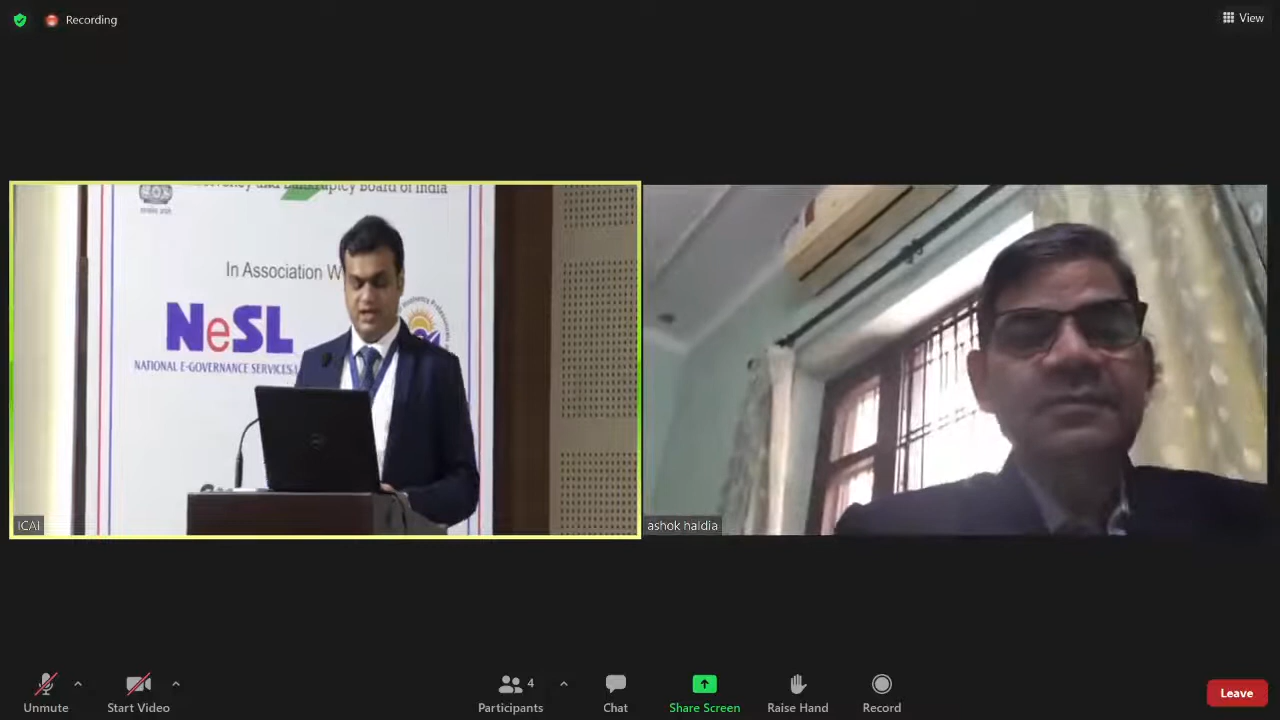 Recording
View
and Bankruptcy Board of India
In Association W
NeSL
NATIONAL E-GOVERNANCE SERVICES
ICAI
ashok haldia
Unmute
Start Video
4
Participants
Chat
Share Screen
Raise Hand
Record
Leave